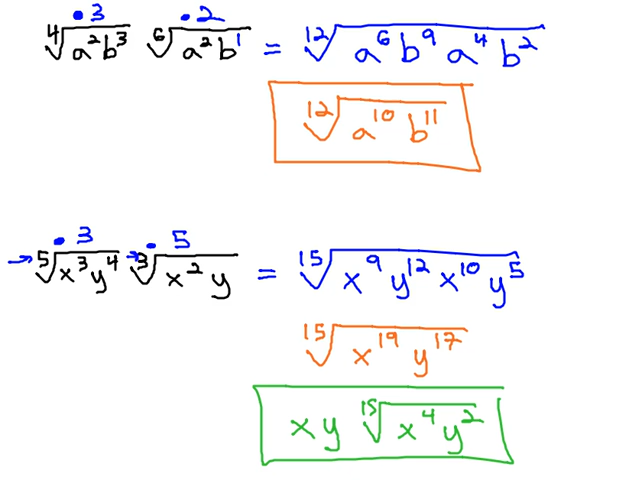 ·3 ·2
∜a²b³ ⁶√a²b¹ = ¹²√a⁶b⁹a⁴b²
¹²√a¹⁰b¹¹
·3 ·5
→⁵√x³y⁴ →³√x²y = ¹⁵√x⁹y¹²x¹⁰y⁵
¹⁵√x¹⁹y¹⁷
xy ¹⁵√x⁴y²